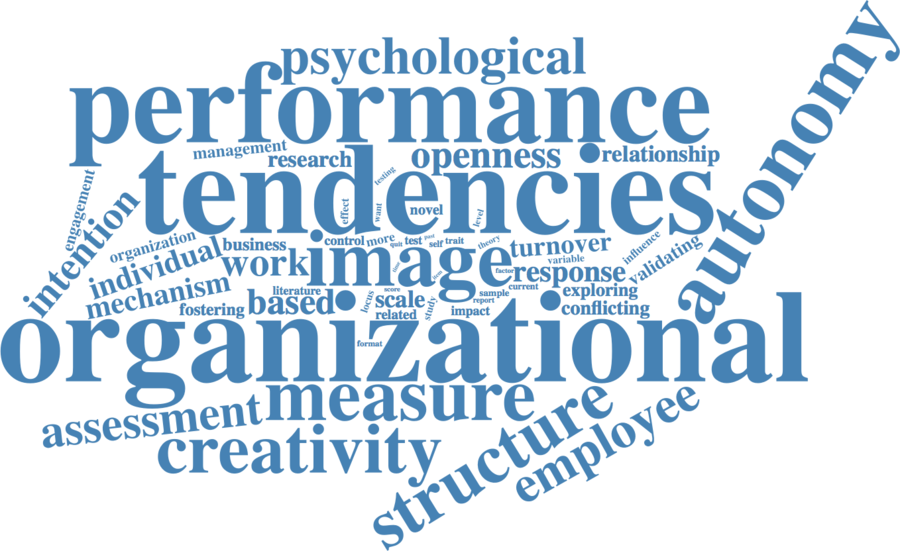 psychological
performance
autonomy
management
research
openness
relationship
tendencies
testing
engagement
intention
effect
want
novel
level
organization
business
control
more
quit
test
self
trait
theory
turnover
influence
individual
work
image
variable
validating
factor
response
mechanism
literature
score
current
exploring
fostering
based
locus
scale
study
sample
report
conflicting
related
impact
organizational
format
measure
assessment
structure
employee
creativity